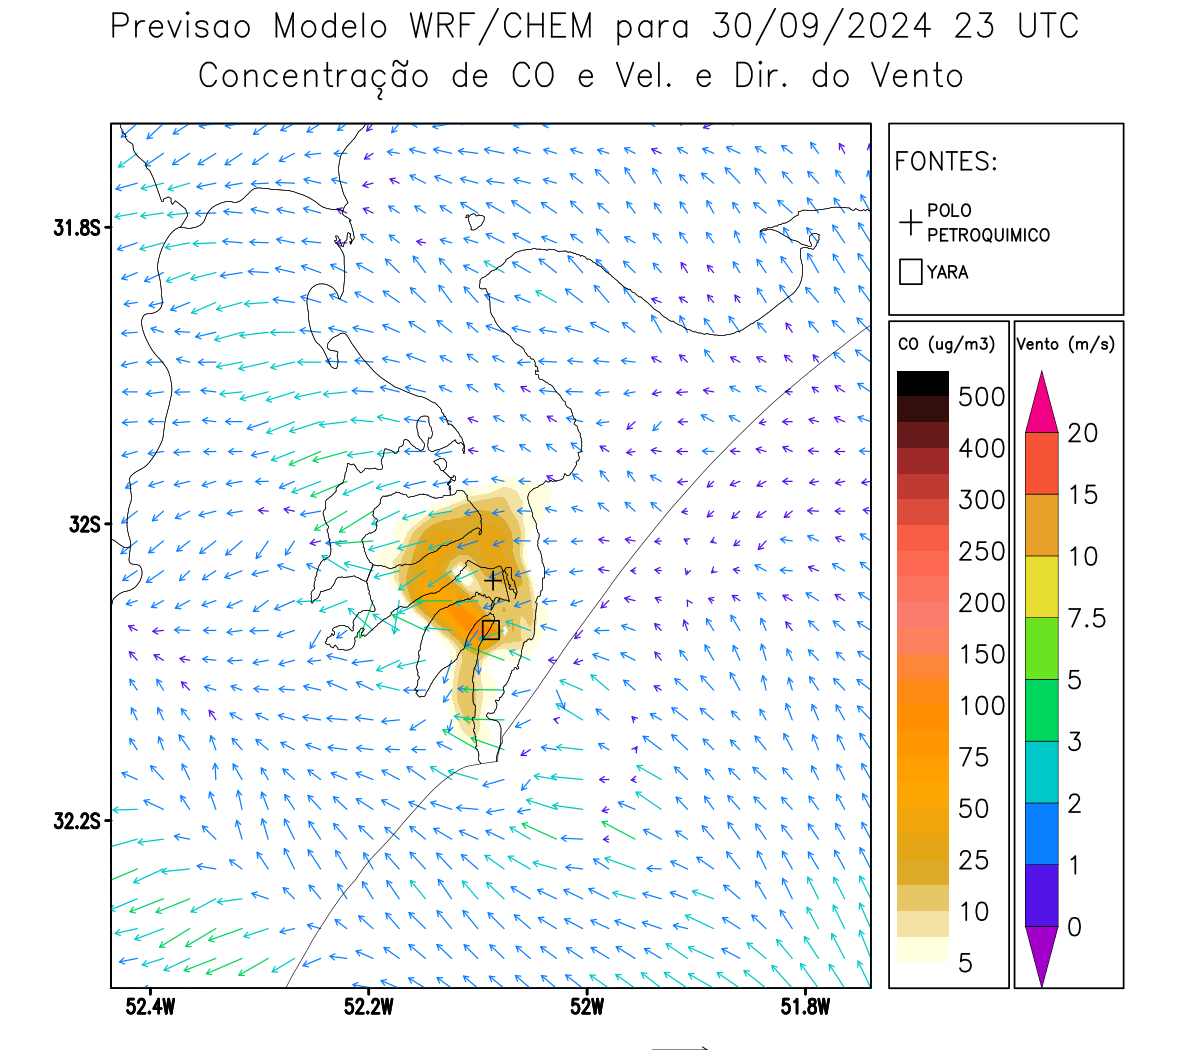 Previsao Modelo WRF/CHEM para 30/09/2024 23 UTC
Concentração de CO e Vel. e Dir. do Vento
FONTES:
POLO
PETROQUIMICO
YARA
31.8S
32S
32.2S
52.4W 52.2W 52W 51.8W
CO (ug/m3)
500
400
300
250
200
150
100
75
50
25
10
5
Vento (m/s)
20
15
10
7.5
5
3
2
1
0